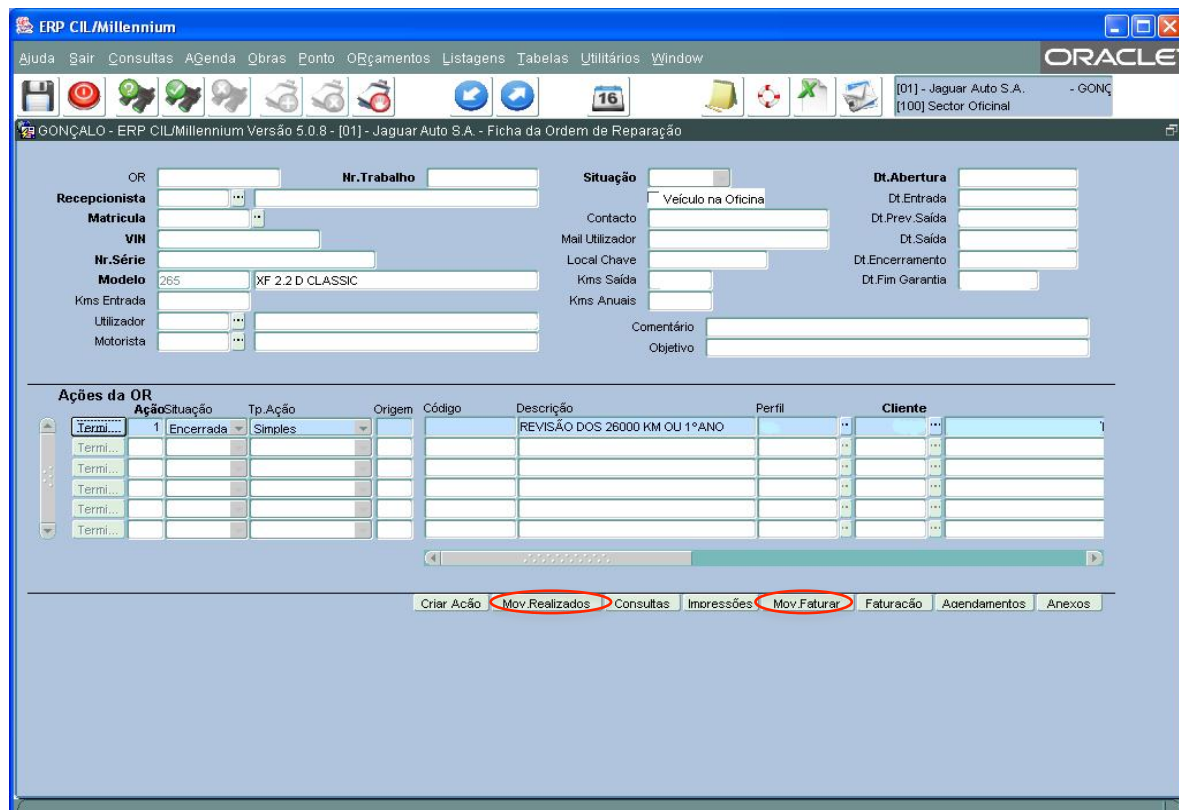 ERP CIL/Millennium
Ajuda Sair Consultas AGenda Obras Ponto ORçamentos Listagens Tabelas Utilitários Window ORACLE
16
[01] - Jaguar Auto S.A. - GONÇ
[100] Sector Oficinal
GONÇALO - ERP CIL/Millennium Versão 5.0.8 - [01] - Jaguar Auto S.A. - Ficha da Ordem de Reparação
OR Nr.Trabalho Situação Dt.Abertura
Recepcionista ... Veículo na Oficina Dt.Entrada
Matricula .. Contacto Dt.Prev.Saída
VIN Mail Utilizador Dt.Saída
Nr.Série Local Chave Dt.Encerramento
Modelo 265 XF 2.2 D CLASSIC Kms Saída Dt.Fim Garantia
Kms Entrada Kms Anuais
Utilizador ... Comentário
Motorista ... Objetivo
Ações da OR
Ação Situação Tp.Ação Origem Código Descrição Perfil Cliente
Termi.... 1 Encerrada Simples REVISÃO DOS 26000 KM OU 1ºANO .. ...
Termi... .. ...
Termi... .. ...
Termi... .. ...
Termi... .. ...
Termi... .. ...
Criar Acão Mov.Realizados Consultas Impressões Mov.Faturar Faturacão Agendamentos Anexos